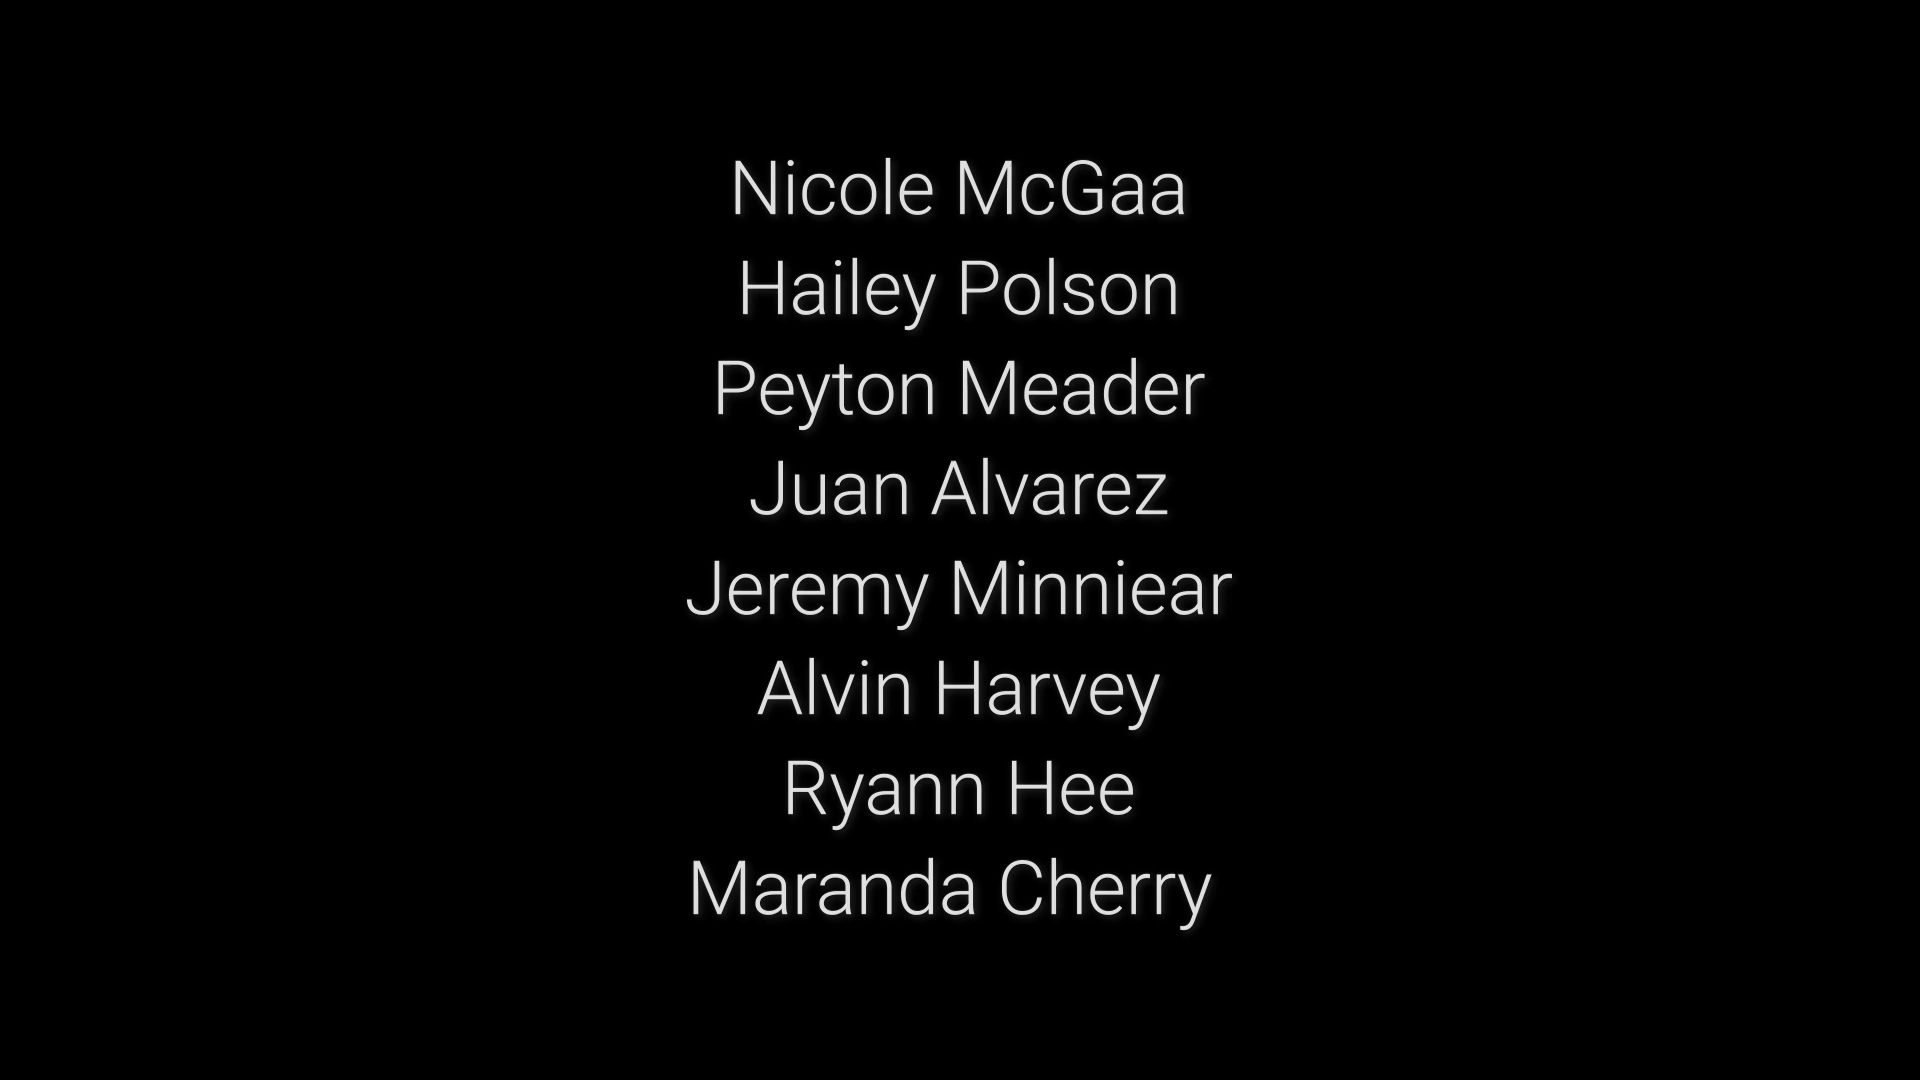 Nicole McGaa
Hailey Polson
Peyton Meader
Juan Alvarez
Jeremy Minniear
Alvin Harvey
Ryann Hee
Maranda Cherry